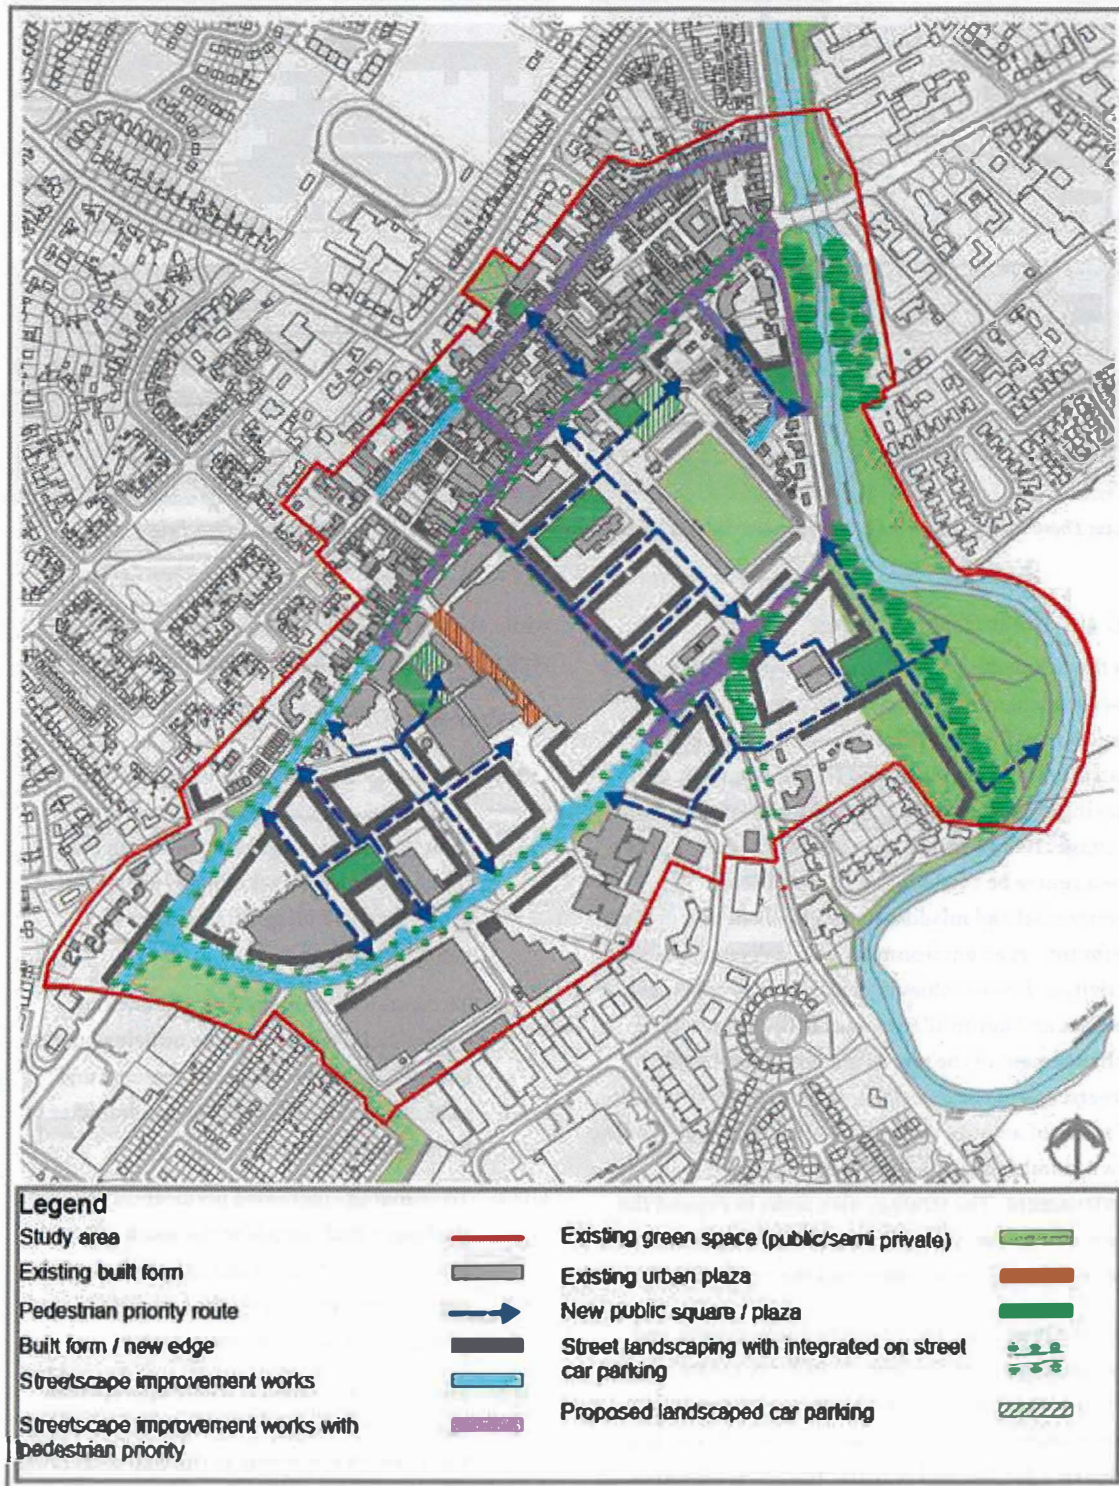 Legend
Study area
Existing built form
Pedestrian priority route
Built form / new edge
Streetscape improvement works
Streetscape improvement works with
pedestrian priority
Existing green space (public/semi private)
Existing urban plaza
New public square / plaza
Street landscaping with integrated on street
car parking
Proposed landscaped car parking